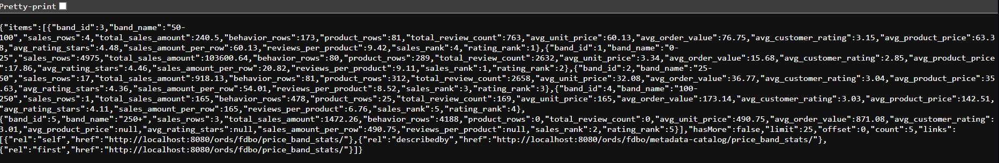 Pretty-print
{"items":[{"band_id":3,"band_name":"50-
100","sales_rows":4,"total_sales_amount":240.5,"behavior_rows":173,"product_rows":81,"total_review_count":763,"avg_unit_price":60.13,"avg_order_value":76.75,"avg_customer_rating":3.15,"avg_product_price":63.3
8,"avg_rating_stars":4.48,"sales_amount_per_row":60.13,"reviews_per_product":9.42,"sales_rank":4,"rating_rank":1},{"band_id":1,"band_name":"0-
25","sales_rows":4975,"total_sales_amount":103600.64,"behavior_rows":80,"product_rows":289,"total_review_count":2632,"avg_unit_price":3.34,"avg_order_value":15.68,"avg_customer_rating":2.85,"avg_product_price"
:17.86,"avg_rating_stars":4.46,"sales_amount_per_row":20.82,"reviews_per_product":9.11,"sales_rank":1,"rating_rank":2},{"band_id":2,"band_name":"25-
50","sales_rows":17,"total_sales_amount":918.13,"behavior_rows":81,"product_rows":312,"total_review_count":2658,"avg_unit_price":32.08,"avg_order_value":36.77,"avg_customer_rating":3.04,"avg_product_price":35
.63,"avg_rating_stars":4.36,"sales_amount_per_row":54.01,"reviews_per_product":8.52,"sales_rank":3,"rating_rank":3},{"band_id":4,"band_name":"100-
250","sales_rows":1,"total_sales_amount":165,"behavior_rows":478,"product_rows":25,"total_review_count":169,"avg_unit_price":165,"avg_order_value":173.14,"avg_customer_rating":3.03,"avg_product_price":142.51,
"avg_rating_stars":4.11,"sales_amount_per_row":165,"reviews_per_product":6.76,"sales_rank":5,"rating_rank":4},
{"band_id":5,"band_name":"250+","sales_rows":3,"total_sales_amount":1472.26,"behavior_rows":4188,"product_rows":0,"total_review_count":0,"avg_unit_price":490.75,"avg_order_value":871.08,"avg_customer_rating":
3.01,"avg_product_price":null,"avg_rating_stars":null,"sales_amount_per_row":490.75,"reviews_per_product":null,"sales_rank":2,"rating_rank":5}],"hasMore":false,"limit":25,"offset":0,"count":5,"links":
[{"rel":"self","href":"http://localhost:8080/ords/fdbo/price_band_stats/"},{"rel":"describedby","href":"http://localhost:8080/ords/fdbo/metadata-catalog/price_band_stats/"},
{"rel":"first","href":"http://localhost:8080/ords/fdbo/price_band_stats/"}]}